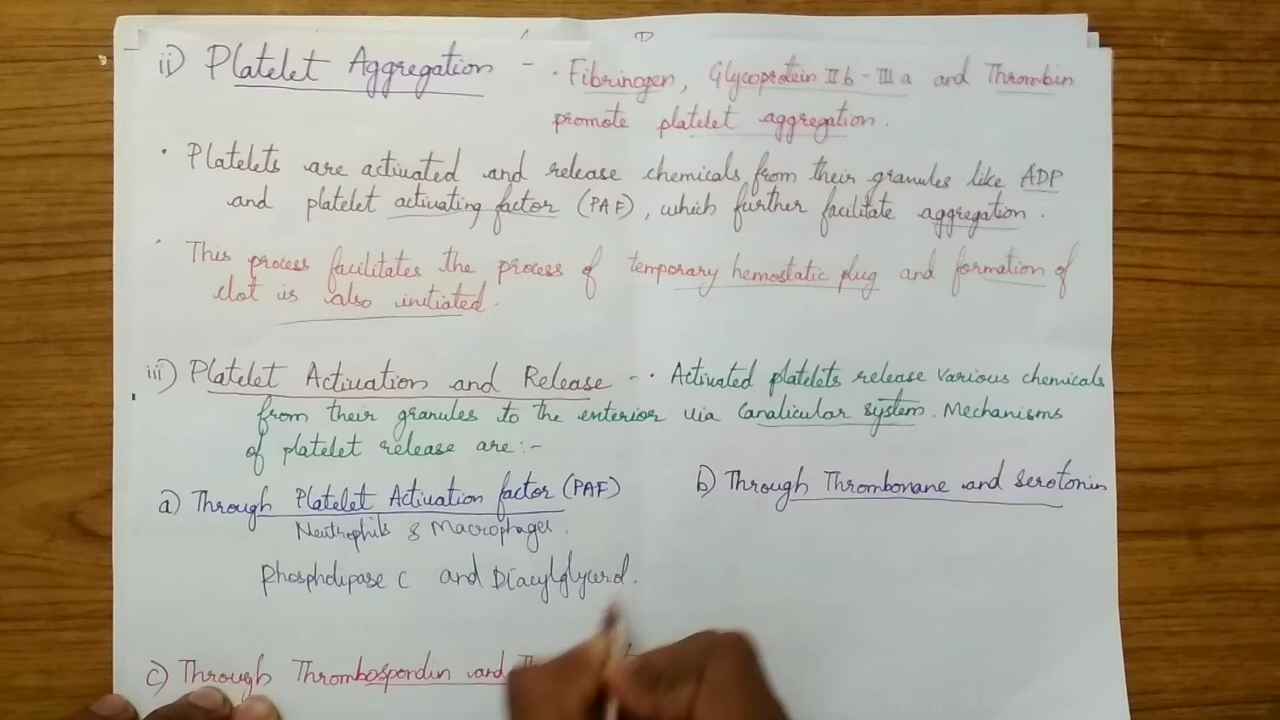 ii) Platelet Aggregation - · Fibringen, Glycoprotein IIb - IIIa and Thrombin
promote platelet aggregation.
· Platelets are activated and release chemicals from their granules like ADP
and platelet activating factor (PAF), which further facilitate aggregation.
· This process facilitates the process of temporary hemostatic plug and formation of
clot is also initiated.
iii) Platelet Activation and Release - · Activated platelets release various chemicals
from their granules to the exterior via Canalicular system. Mechanisms
of platelet release are:-
a) Through Platelet Activation factor (PAF)
Neutrophils & Macrophages.
Phospholipase C and Diacylglycerol.
b) Through Thromboxane and Serotonin
c) Through Thrombospondin and